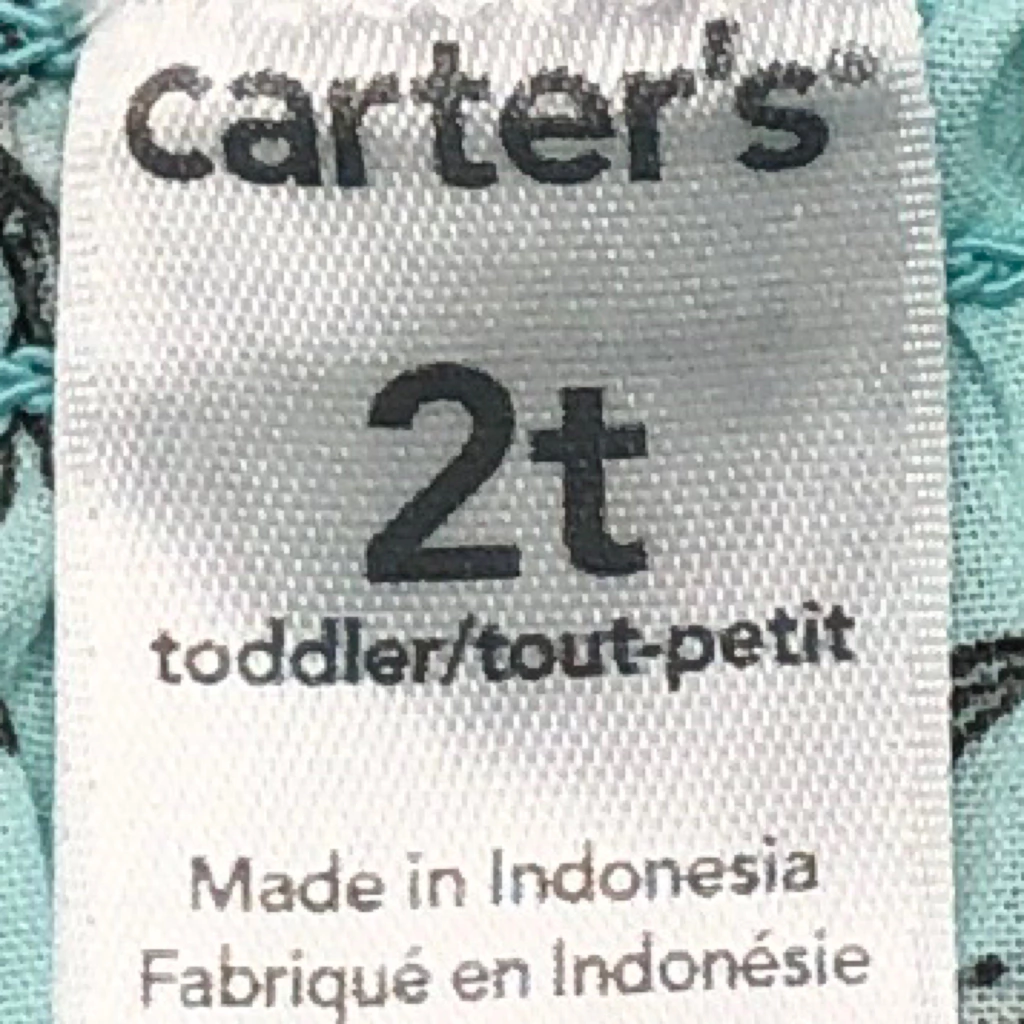 carter's®
2t
toddler/tout-petit
Made in Indonesia
Fabriqué en Indonésie